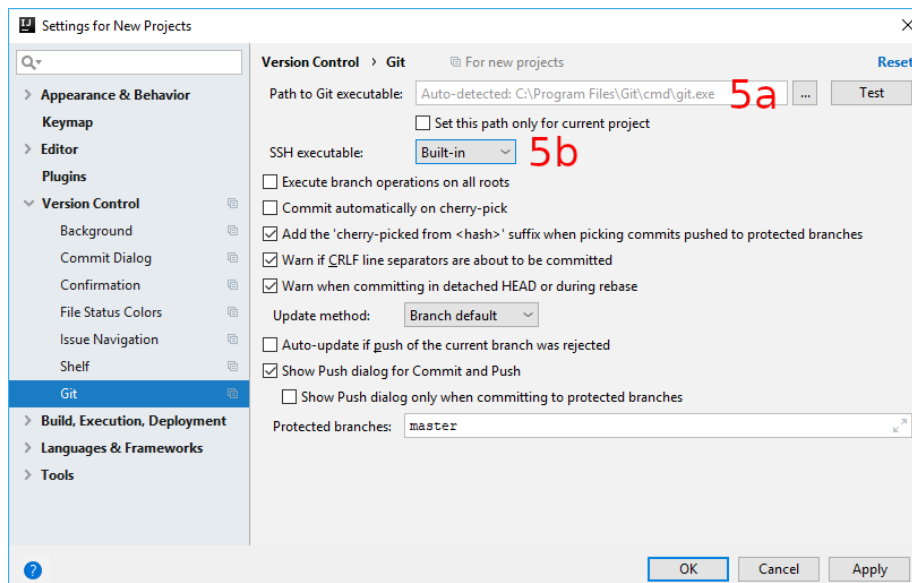 Settings for New Projects
Version Control › Git For new projects Reset
Appearance & Behavior
Keymap
Editor
Plugins
Version Control
Background
Commit Dialog
Confirmation
File Status Colors
Issue Navigation
Shelf
Git
Build, Execution, Deployment
Languages & Frameworks
Tools
Path to Git executable: Auto-detected: C:\Program Files\Git\cmd\git.exe 5a ... Test
Set this path only for current project
SSH executable: Built-in 5b
Execute branch operations on all roots
Commit automatically on cherry-pick
Add the 'cherry-picked from <hash>' suffix when picking commits pushed to protected branches
Warn if CRLF line separators are about to be committed
Warn when committing in detached HEAD or during rebase
Update method: Branch default
Auto-update if push of the current branch was rejected
Show Push dialog for Commit and Push
Show Push dialog only when committing to protected branches
Protected branches: master
? OK Cancel Apply